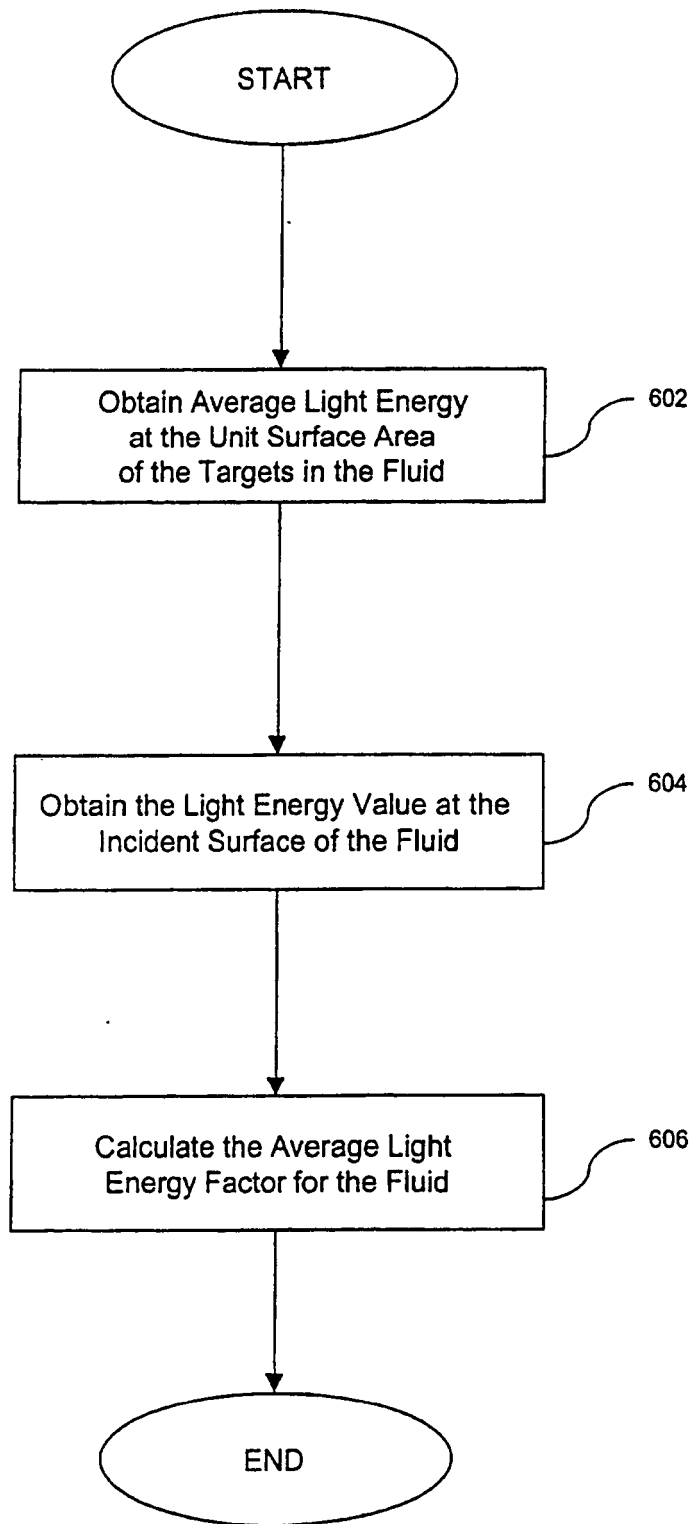 START
Obtain Average Light Energy
at the Unit Surface Area
of the Targets in the Fluid
602
Obtain the Light Energy Value at the
Incident Surface of the Fluid
604
Calculate the Average Light
Energy Factor for the Fluid
606
END